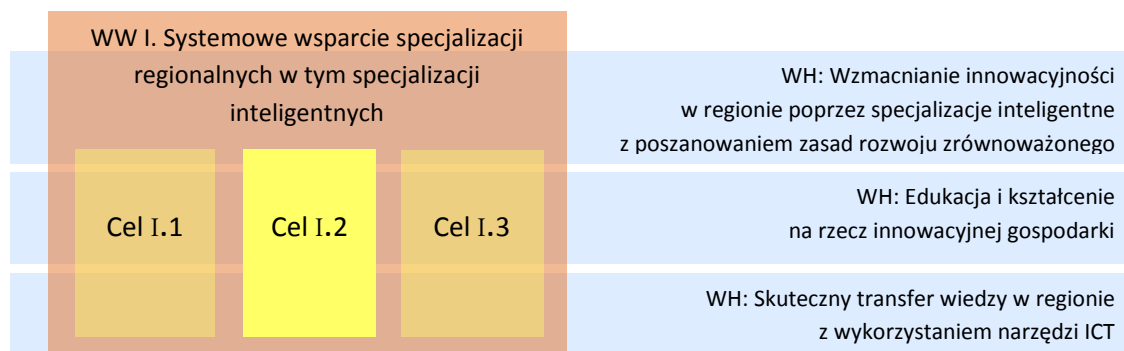 WW I. Systemowe wsparcie specjalizacji
regionalnych w tym specjalizacji
inteligentnych
WH: Wzmacnianie innowacyjności
w regionie poprzez specjalizacje inteligentne
z poszanowaniem zasad rozwoju zrównoważonego
Cel I.1
Cel I.2
Cel I.3
WH: Edukacja i kształcenie
na rzecz innowacyjnej gospodarki
WH: Skuteczny transfer wiedzy w regionie
z wykorzystaniem narzędzi ICT